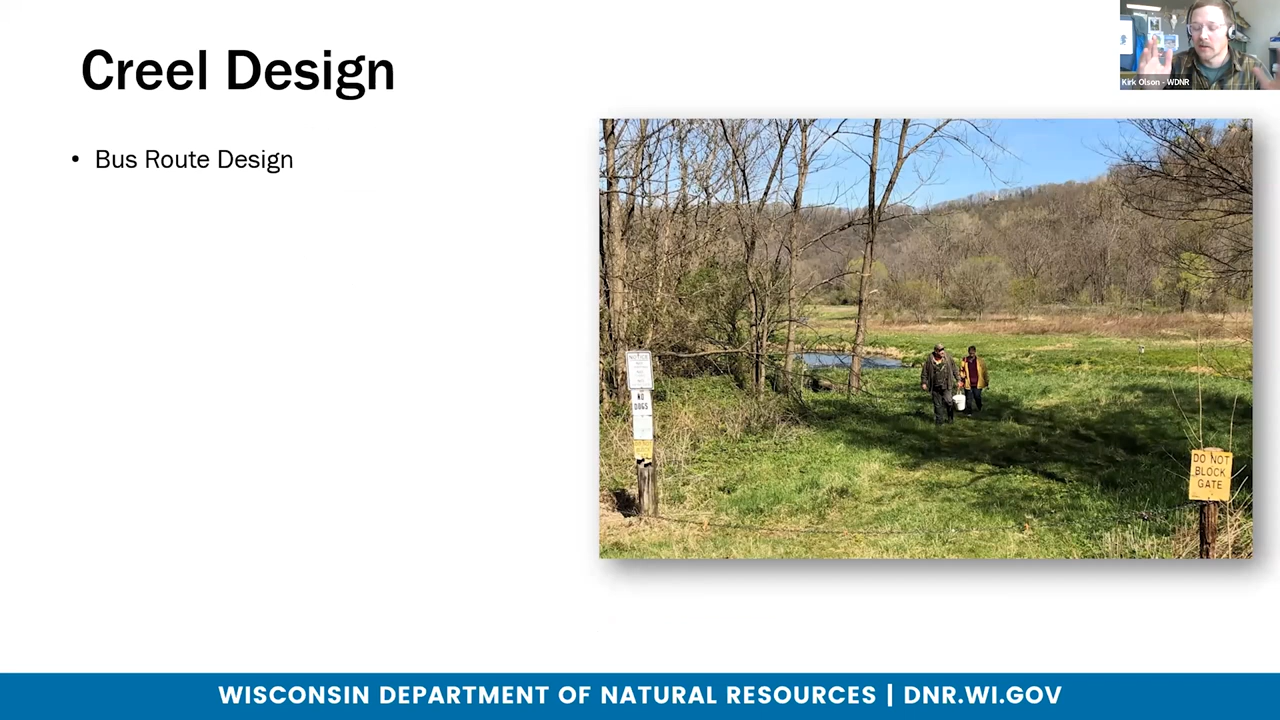 Creel Design
Kirk Olson - WDNR
• Bus Route Design
NOTICE
NO
DOGS
DO NOT
BLOCK
GATE
WISCONSIN DEPARTMENT OF NATURAL RESOURCES | DNR.WI.GOV